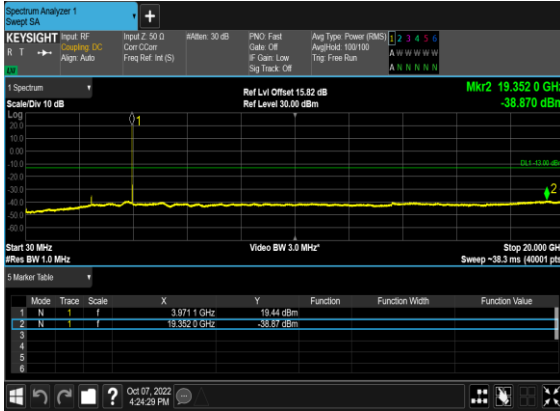 Spectrum Analyzer 1
Swept SA
+
KEYSIGHT Input: RF Input Z: 50 Ω #Atten: 30 dB PNO: Fast Avg Type: Power (RMS) 1 2 3 4 5 6
R T Coupling: DC Corr CCorr Gate: Off Avg|Hold: 100/100 A W W W W W
Align: Auto Freq Ref: Int (S) IF Gain: Low Trig: Free Run
Sig Track: Off A N N N N N
1 Spectrum
Ref Lvl Offset 15.82 dB Mkr2 19.352 0 GHz
Scale/Div 10 dB Ref Level 30.00 dBm -38.870 dBm
Log
20.0
10.0
0.00
-10.0
-20.0
-30.0
-40.0
-50.0
-60.0
1
DL1 -13.00 dBm
2
Start 30 MHz Video BW 3.0 MHz* Stop 20.000 GH
#Res BW 1.0 MHz Sweep ~38.3 ms (40001 pts
5 Marker Table
Mode Trace Scale X Y Function Function Width Function Value
1 N 1 f 3.971 1 GHz 19.44 dBm
2 N 1 f 19.352 0 GHz -38.87 dBm
3
4
5
6
?
Oct 07, 2022
4:24:29 PM